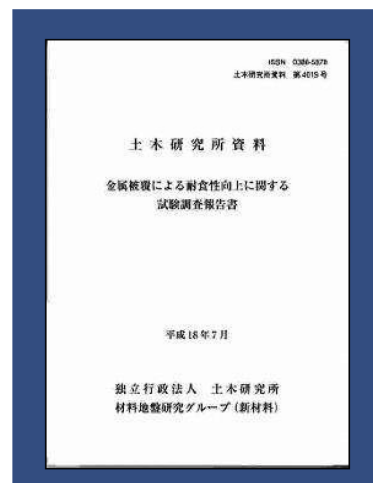 ISSN 0386-5878
土木研究所資料 第4019号
土木研究所資料
金属被覆による耐食性向上に関する
試験調査報告書
平成18年7月
独立行政法人 土木研究所
材料地盤研究グループ(新材料)